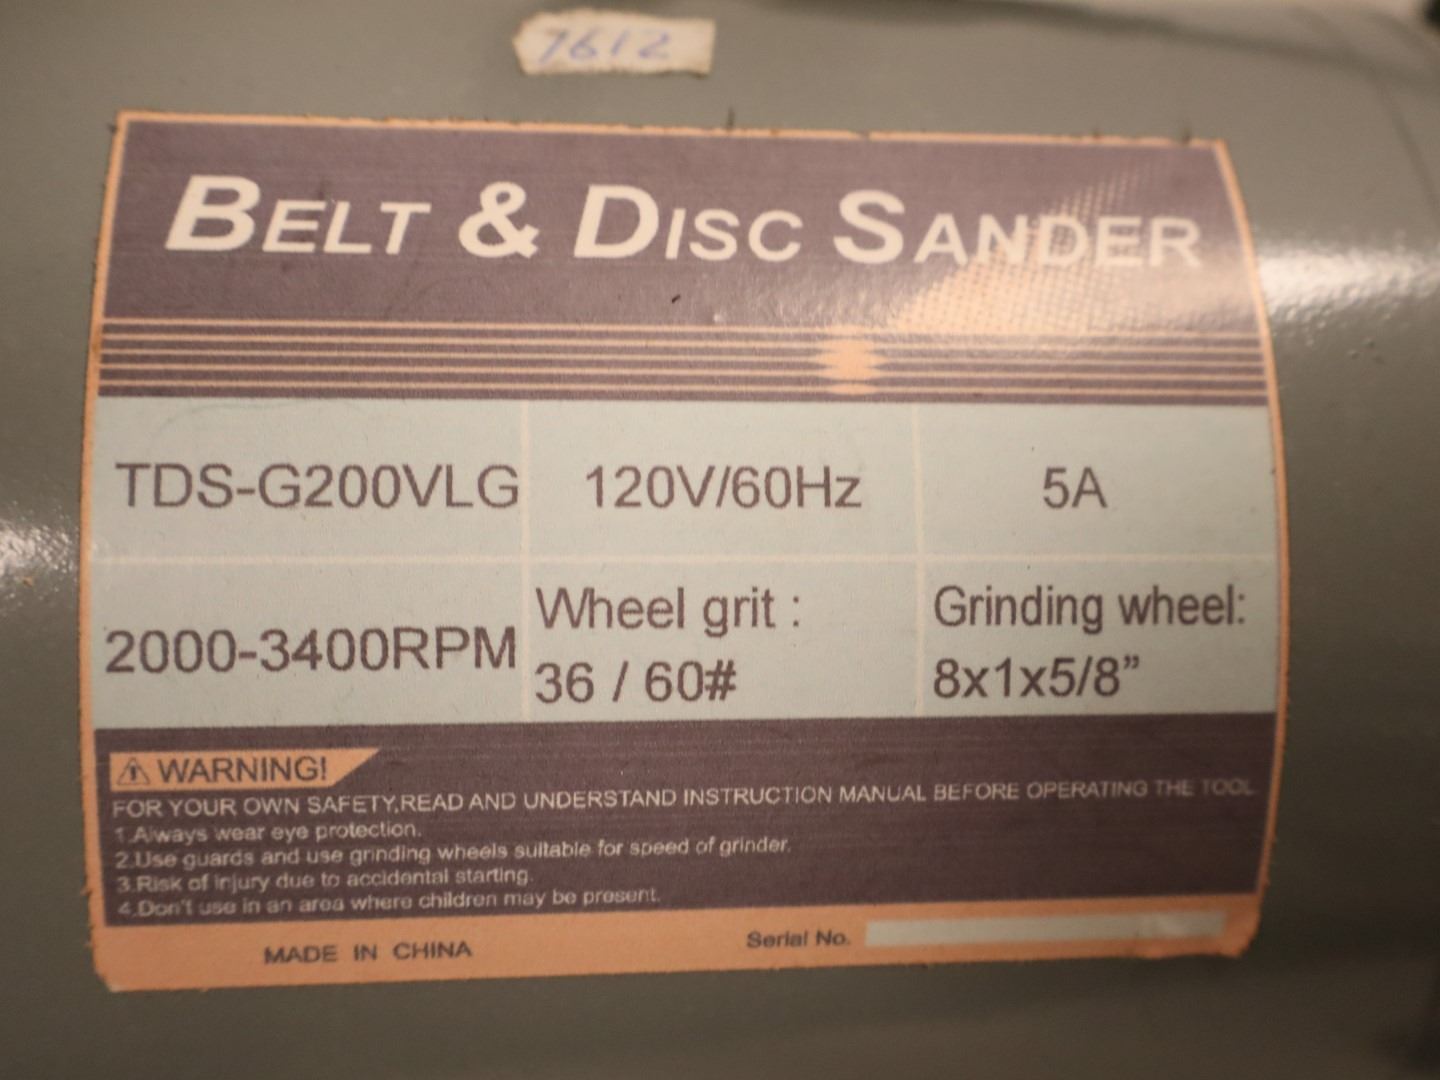 7612
BELT & DISC SANDER
TDS-G200VLG 120V/60Hz 5A
2000-3400RPM
Wheel grit :
36 / 60#
Grinding wheel:
8x1x5/8”
WARNING!
FOR YOUR OWN SAFETY,READ AND UNDERSTAND INSTRUCTION MANUAL BEFORE OPERATING THE TOOL
1.Always wear eye protection.
2.Use guards and use grinding wheels suitable for speed of grinder.
3.Risk of injury due to accidental starting.
4.Don't use in an area where children may be present.
MADE IN CHINA
Serial No.